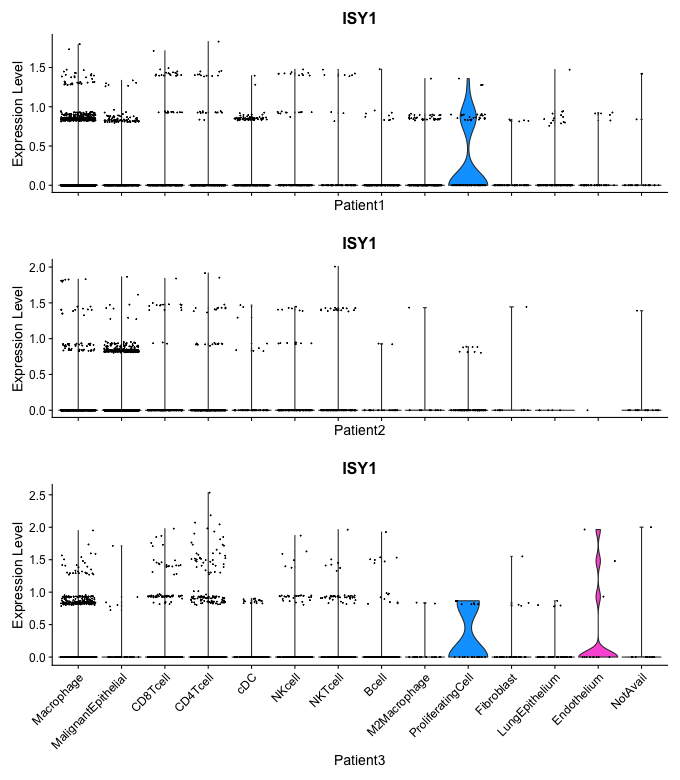 ISY1
Expression Level
1.5
1.0
0.5
0.0
Patient1
ISY1
Expression Level
2.0
1.5
1.0
0.5
0.0
Patient2
ISY1
Expression Level
2.5
2.0
1.5
1.0
0.5
0.0
Macrophage
MalignantEpithelial
CD8Tcell
CD4Tcell
cDC
NKcell
NKTcell
Bcell
M2Macrophage
ProliferatingCell
Fibroblast
LungEpithelium
Endothelium
NotAvail
Patient3